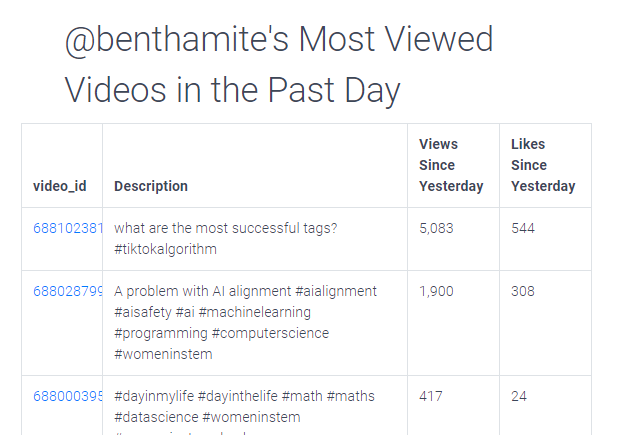 @benthamite's Most Viewed
Videos in the Past Day
Views
Since
Yesterday
Likes
Since
Yesterday
video_id Description
688102381 what are the most successful tags? 5,083 544
#tiktokalgorithm
688028799 A problem with AI alignment #aialignment 1,900 308
#aisafety #ai #machinelearning
#programming #computerscience
#womeninstem
688000395 #dayinmylife #dayinthelife #math #maths 417 24
#datascience #womeninstem